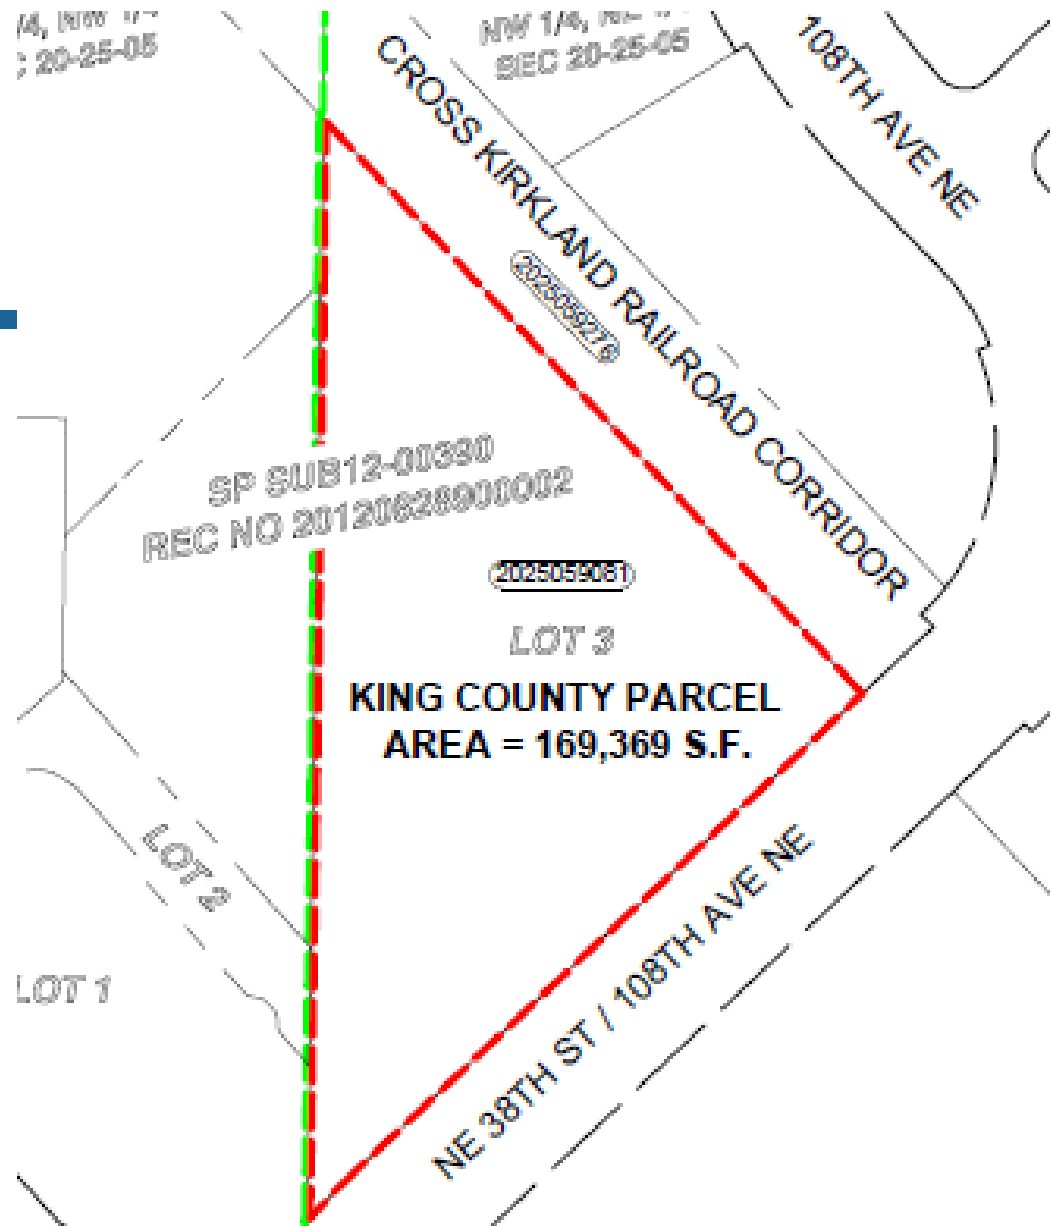 SEC 20-25-05
NW 1/4,
SEC 20-25-05
108TH AVE NE
CROSS KIRKLAND RAILROAD CORRIDOR
2025059276
SP SUB12-00390
REC NO 20120628900002
2025059081
LOT 3
KING COUNTY PARCEL
AREA = 169,369 S.F.
LOT 2
LOT 1
NE 38TH ST / 108TH AVE NE